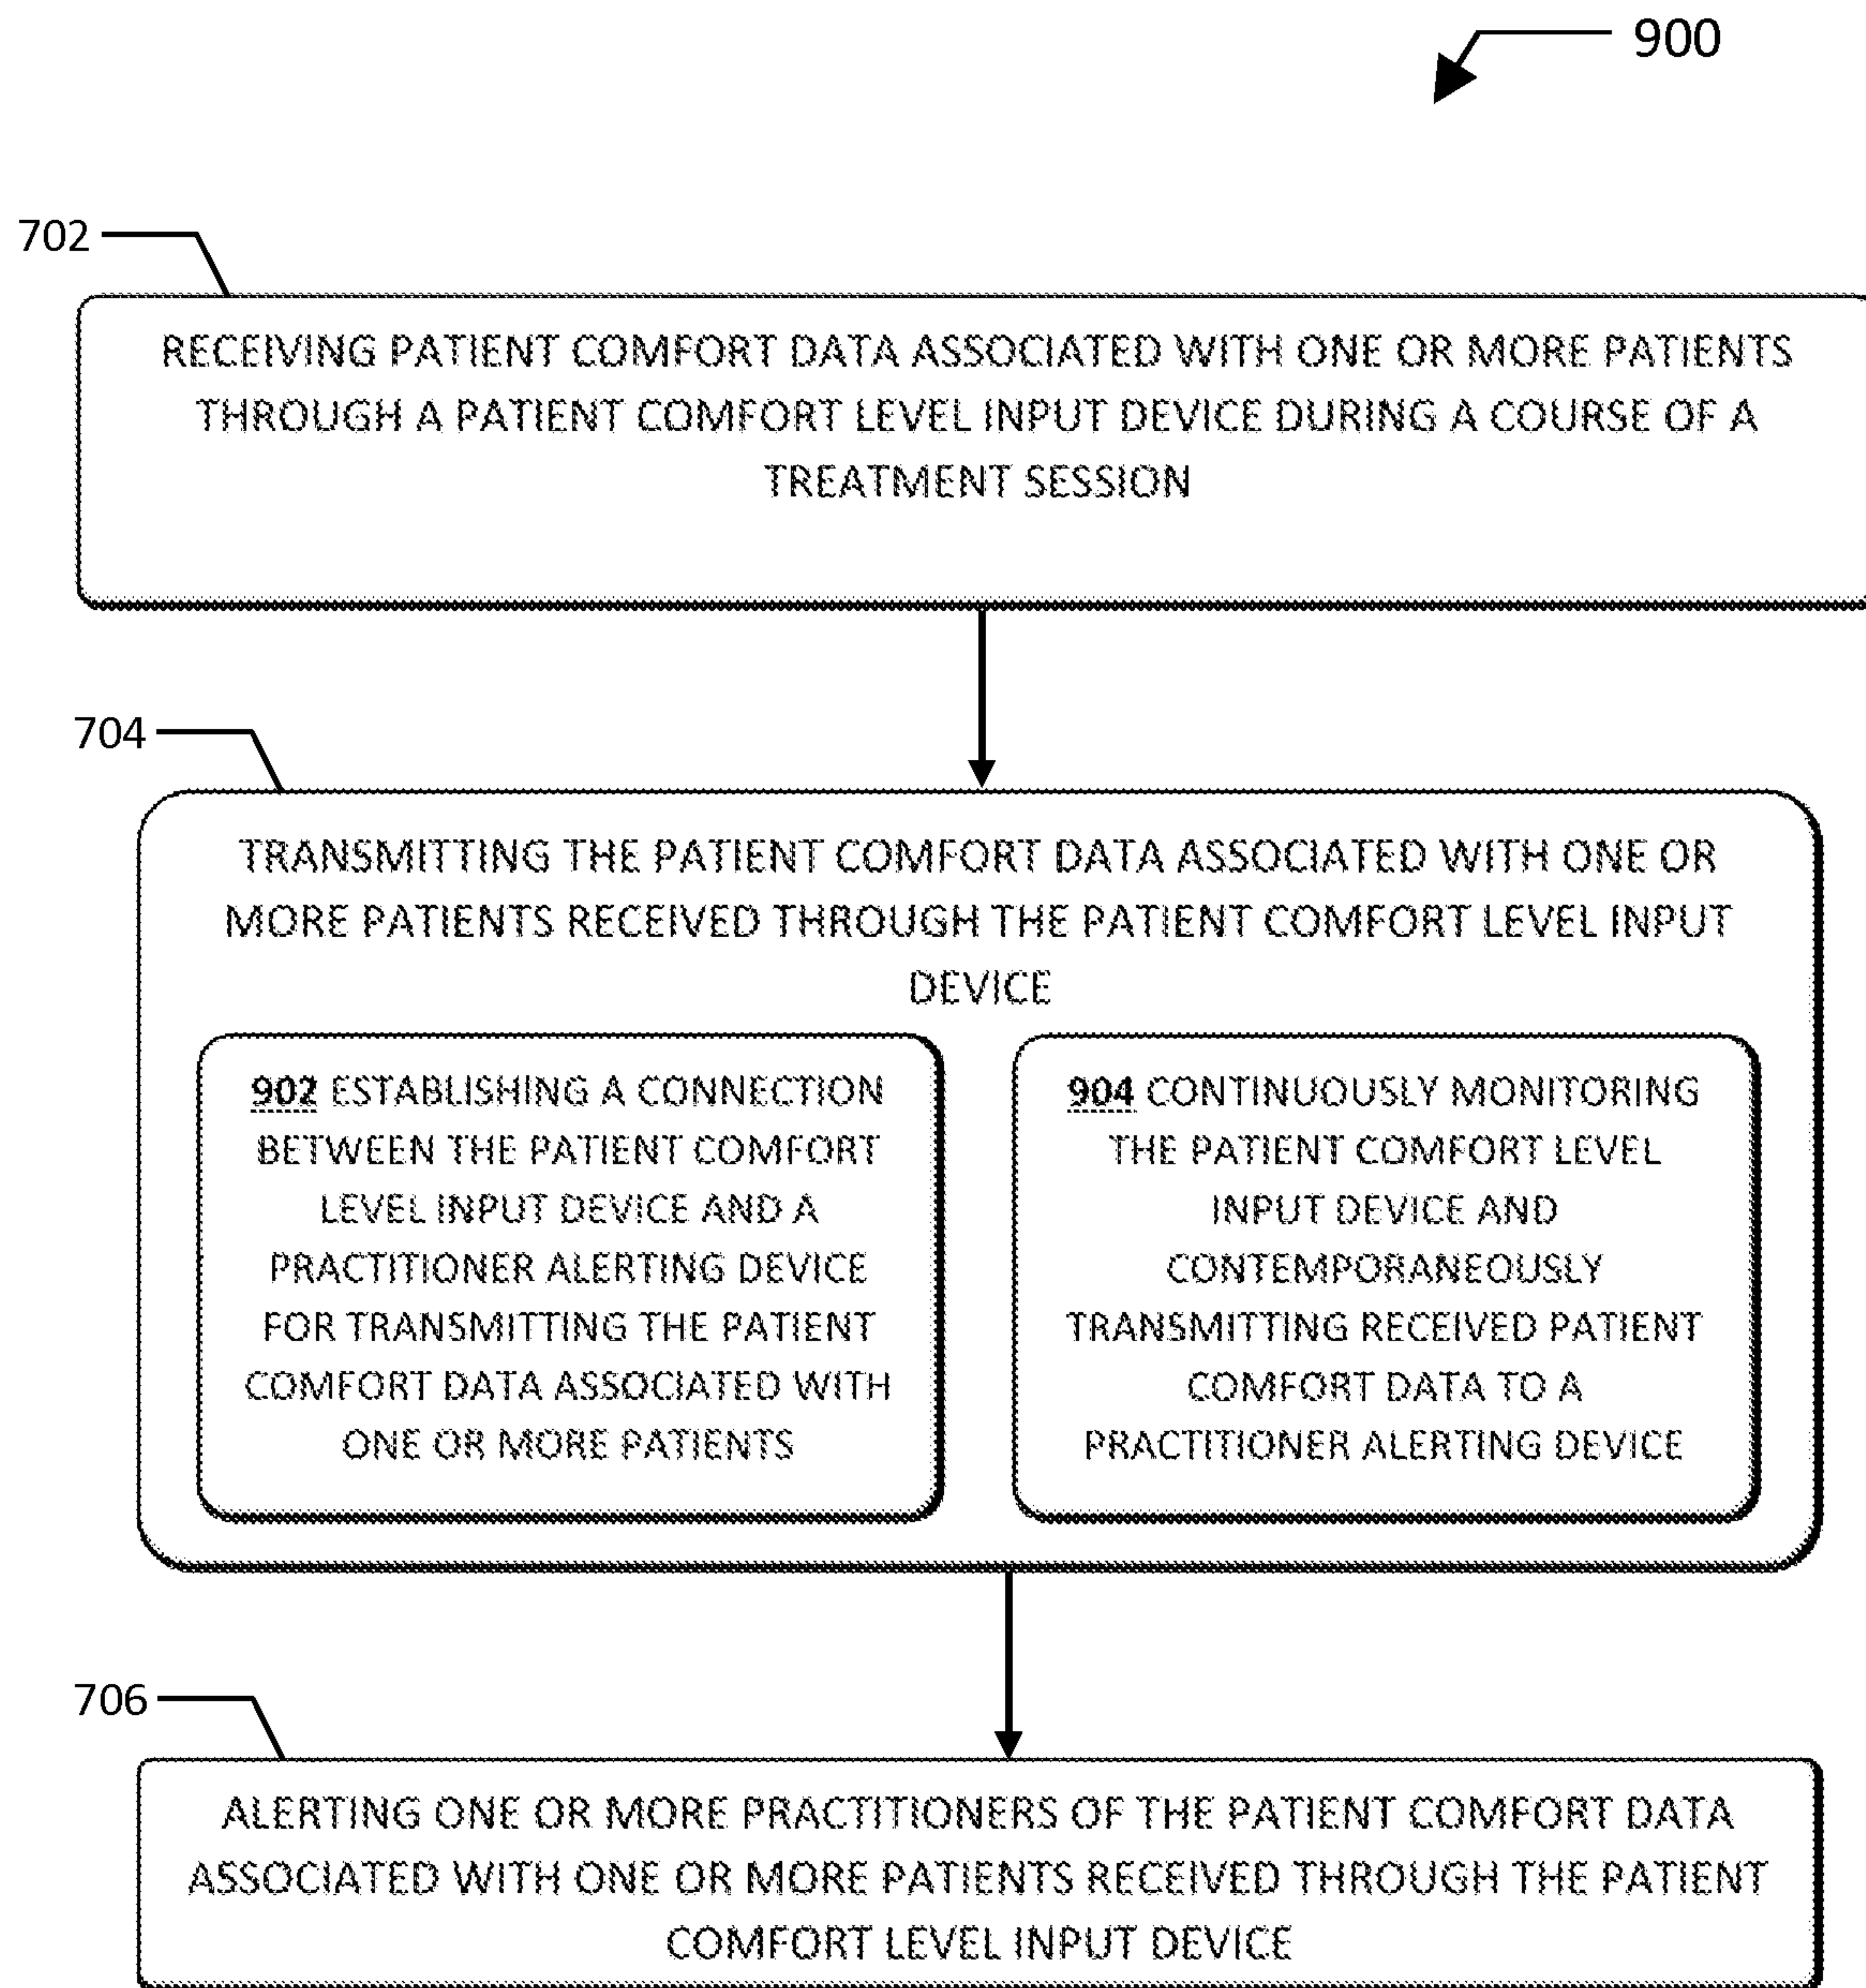 900
702
RECEIVING PATIENT COMFORT DATA ASSOCIATED WITH ONE OR MORE PATIENTS
THROUGH A PATIENT COMFORT LEVEL INPUT DEVICE DURING A COURSE OF A
TREATMENT SESSION
704
TRANSMITTING THE PATIENT COMFORT DATA ASSOCIATED WITH ONE OR
MORE PATIENTS RECEIVED THROUGH THE PATIENT COMFORT LEVEL INPUT
DEVICE
902 ESTABLISHING A CONNECTION
BETWEEN THE PATIENT COMFORT
LEVEL INPUT DEVICE AND A
PRACTITIONER ALERTING DEVICE
FOR TRANSMITTING THE PATIENT
COMFORT DATA ASSOCIATED WITH
ONE OR MORE PATIENTS
904 CONTINUOUSLY MONITORING
THE PATIENT COMFORT LEVEL
INPUT DEVICE AND
CONTEMPORANEOUSLY
TRANSMITTING RECEIVED PATIENT
COMFORT DATA TO A
PRACTITIONER ALERTING DEVICE
706
ALERTING ONE OR MORE PRACTITIONERS OF THE PATIENT COMFORT DATA
ASSOCIATED WITH ONE OR MORE PATIENTS RECEIVED THROUGH THE PATIENT
COMFORT LEVEL INPUT DEVICE